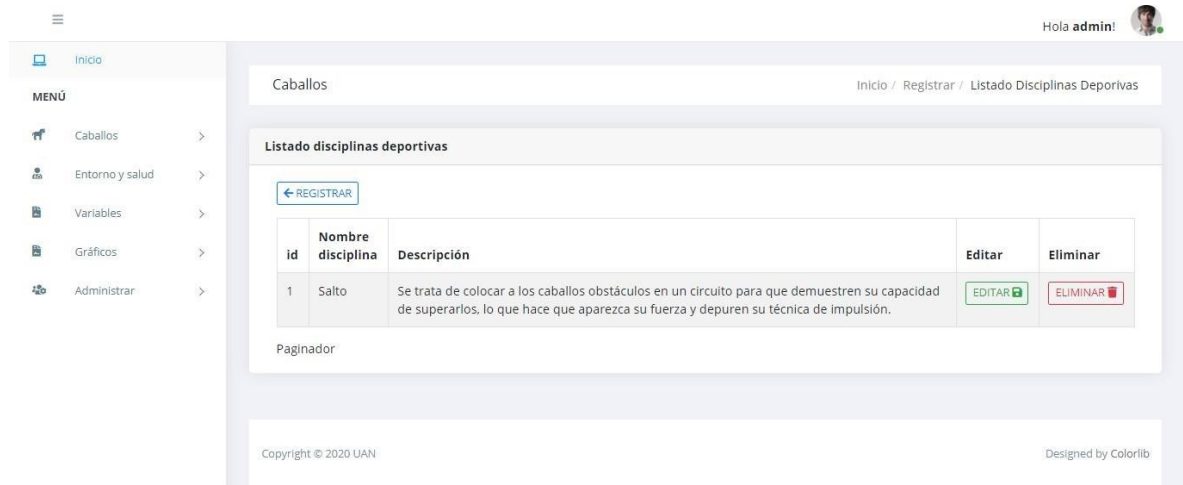 Hola admin!
Inicio
MENÚ
Caballos
Entorno y salud
Variables
Gráficos
Administrar
Caballos
Inicio / Registrar / Listado Disciplinas Deporivas
Listado disciplinas deportivas
REGISTRAR
id Nombre disciplina Descripción Editar Eliminar
1 Salto Se trata de colocar a los caballos obstáculos en un circuito para que demuestren su capacidad
de superarlos, lo que hace que aparezca su fuerza y depuren su técnica de impulsión.
EDITAR ELIMINAR
Paginador
Copyright © 2020 UAN
Designed by Colorlib